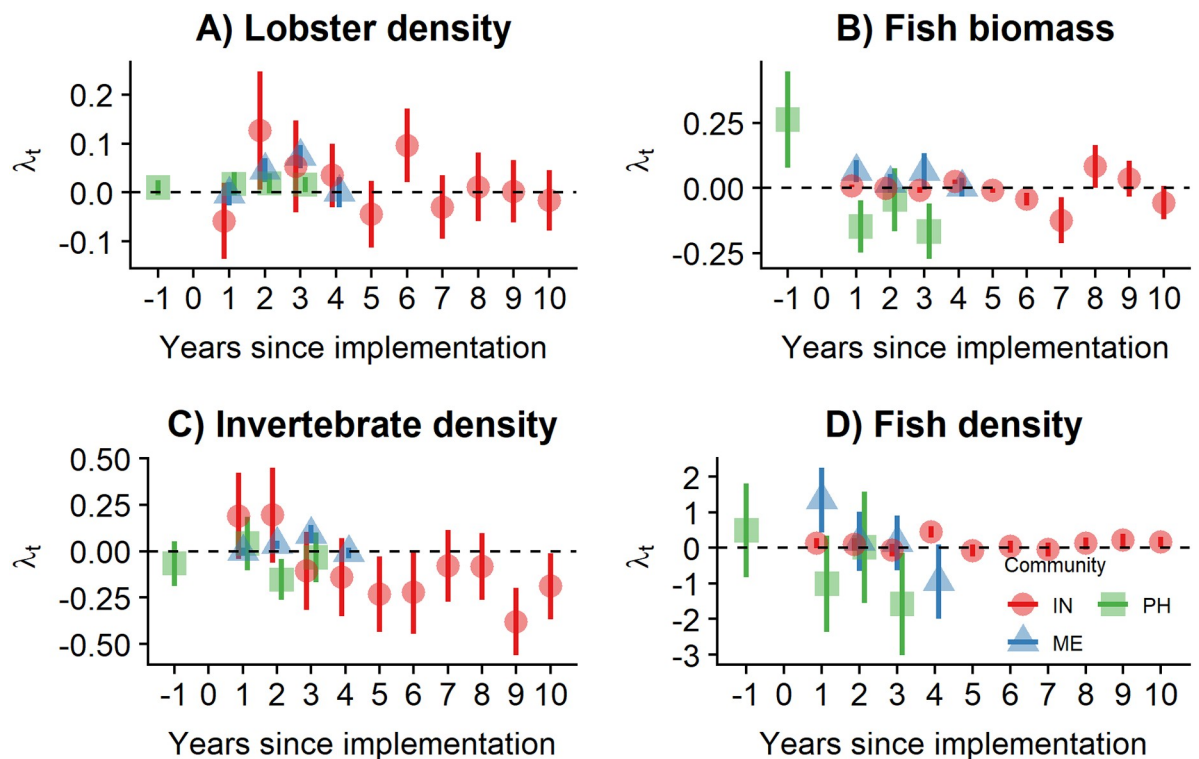 A) Lobster density
λt
0.2
0.1
0.0
-0.1
-1 0 1 2 3 4 5 6 7 8 9 10
Years since implementation
B) Fish biomass
λt
0.25
0.00
-0.25
-1 0 1 2 3 4 5 6 7 8 9 10
Years since implementation
C) Invertebrate density
λt
0.50
0.25
0.00
-0.25
-0.50
-1 0 1 2 3 4 5 6 7 8 9 10
Years since implementation
D) Fish density
λt
2
1
0
-1
-2
-3
Community
IN PH
ME
-1 0 1 2 3 4 5 6 7 8 9 10
Years since implementation